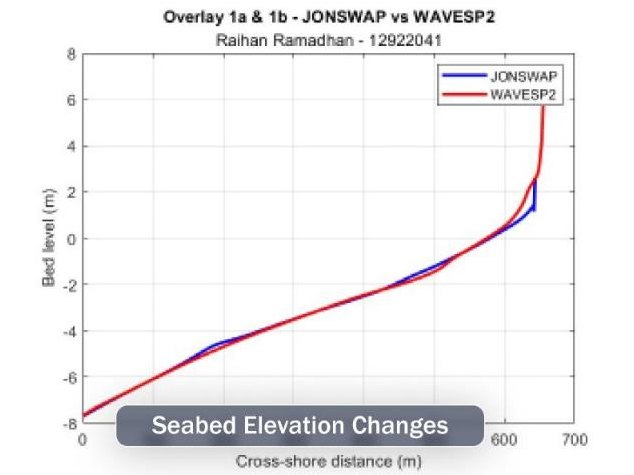 Overlay 1a & 1b - JONSWAP vs WAVESP2
Raihan Ramadhan - 12922041
JONSWAP
WAVESP2
Bed level (m)
8
6
4
2
0
-2
-4
-6
-8
0
600
700
Seabed Elevation Changes
Cross-shore distance (m)